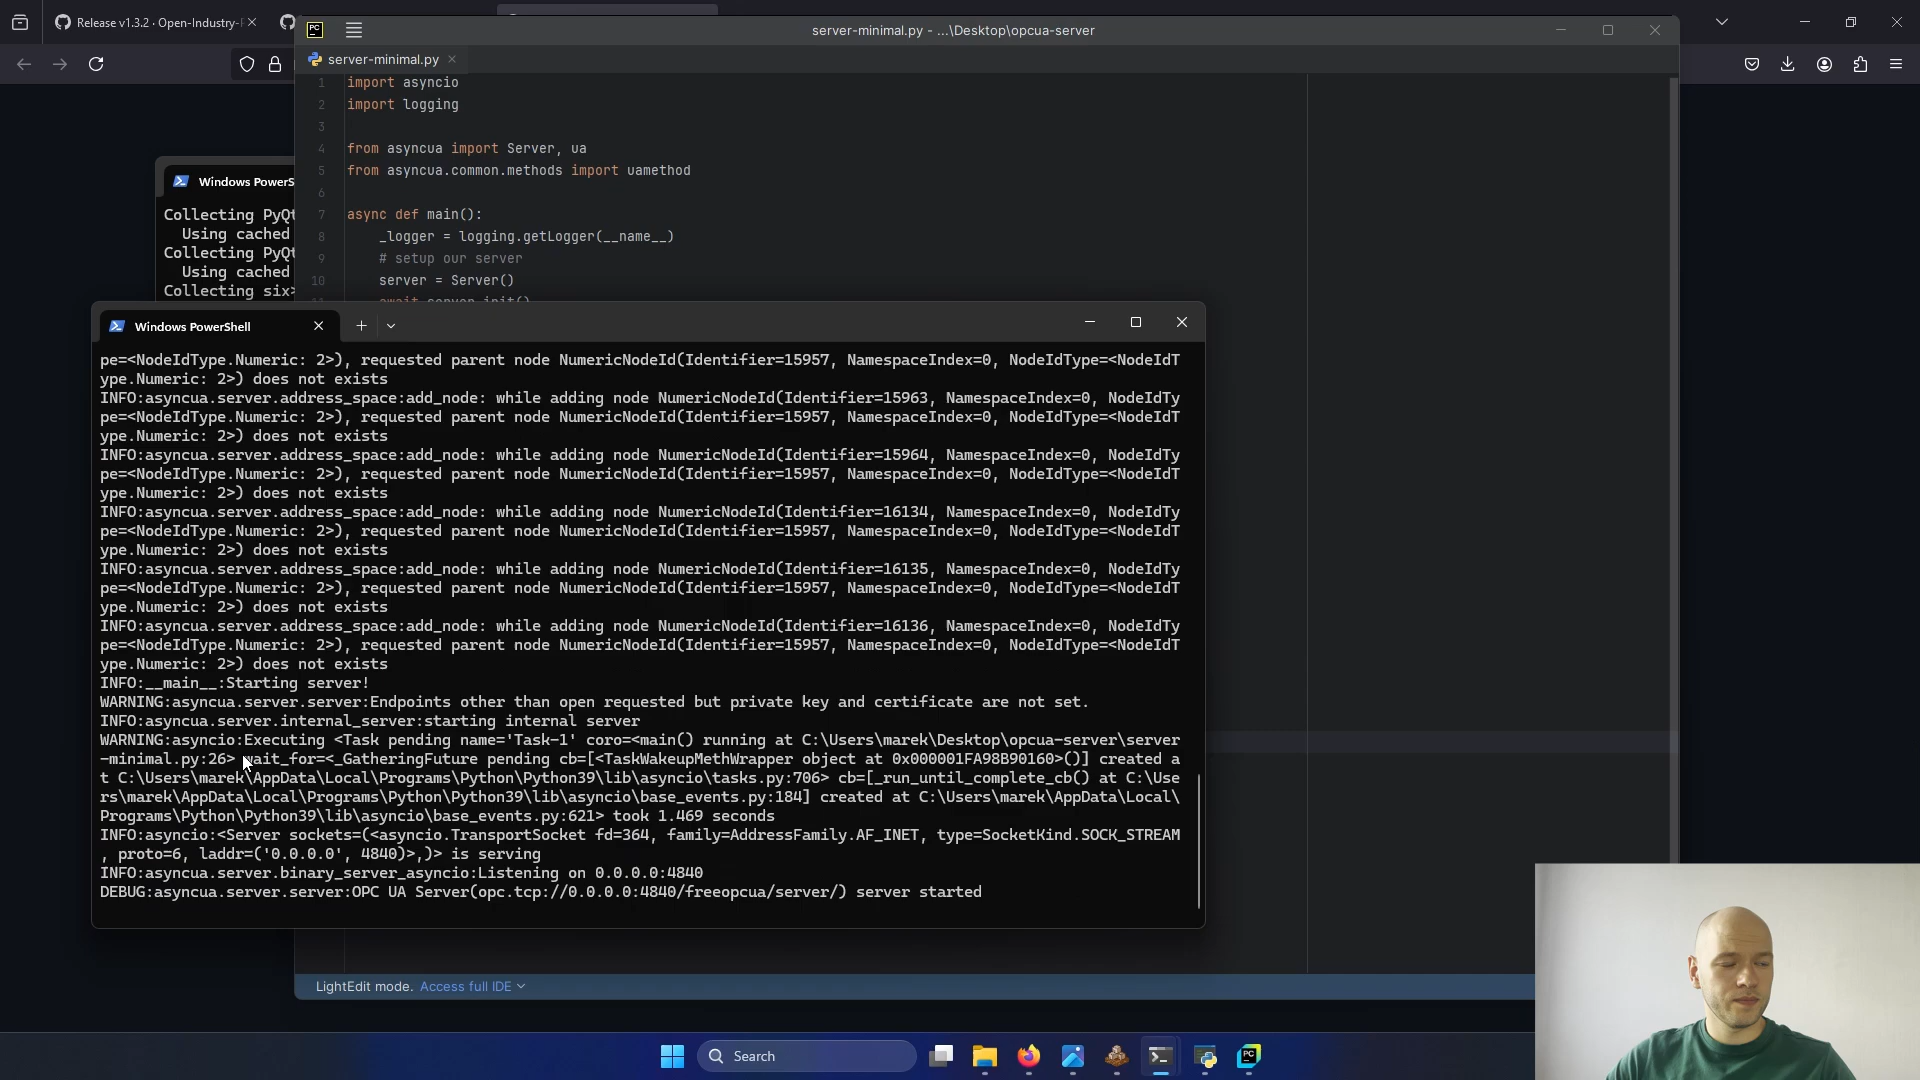 Release v1.3.2 · Open-Industry-
server-minimal.py - ...\Desktop\opcua-server
server-minimal.py
1 import asyncio
2 import logging
3
4 from asyncua import Server, ua
5 from asyncua.common.methods import uamethod
6
7 async def main():
8 _logger = logging.getLogger(__name__)
9 # setup our server
10 server = Server()
11 await server.init()
Windows PowerS
Collecting PyQt
Using cached
Collecting PyQt
Using cached
Collecting six>
Windows PowerShell
pe=<NodeIdType.Numeric: 2>), requested parent node NumericNodeId(Identifier=15957, NamespaceIndex=0, NodeIdType=<NodeIdT
ype.Numeric: 2>) does not exists
INFO:asyncua.server.address_space:add_node: while adding node NumericNodeId(Identifier=15963, NamespaceIndex=0, NodeIdTy
pe=<NodeIdType.Numeric: 2>), requested parent node NumericNodeId(Identifier=15957, NamespaceIndex=0, NodeIdType=<NodeIdT
ype.Numeric: 2>) does not exists
INFO:asyncua.server.address_space:add_node: while adding node NumericNodeId(Identifier=15964, NamespaceIndex=0, NodeIdTy
pe=<NodeIdType.Numeric: 2>), requested parent node NumericNodeId(Identifier=15957, NamespaceIndex=0, NodeIdType=<NodeIdT
ype.Numeric: 2>) does not exists
INFO:asyncua.server.address_space:add_node: while adding node NumericNodeId(Identifier=16134, NamespaceIndex=0, NodeIdTy
pe=<NodeIdType.Numeric: 2>), requested parent node NumericNodeId(Identifier=15957, NamespaceIndex=0, NodeIdType=<NodeIdT
ype.Numeric: 2>) does not exists
INFO:asyncua.server.address_space:add_node: while adding node NumericNodeId(Identifier=16135, NamespaceIndex=0, NodeIdTy
pe=<NodeIdType.Numeric: 2>), requested parent node NumericNodeId(Identifier=15957, NamespaceIndex=0, NodeIdType=<NodeIdT
ype.Numeric: 2>) does not exists
INFO:asyncua.server.address_space:add_node: while adding node NumericNodeId(Identifier=16136, NamespaceIndex=0, NodeIdTy
pe=<NodeIdType.Numeric: 2>), requested parent node NumericNodeId(Identifier=15957, NamespaceIndex=0, NodeIdType=<NodeIdT
ype.Numeric: 2>) does not exists
INFO:__main__:Starting server!
WARNING:asyncua.server.server:Endpoints other than open requested but private key and certificate are not set.
INFO:asyncua.server.internal_server:starting internal server
WARNING:asyncio:Executing <Task pending name='Task-1' coro=<main() running at C:\Users\marek\Desktop\opcua-server\server
-minimal.py:26> wait_for=<_GatheringFuture pending cb=[<TaskWakeupMethWrapper object at 0x000001FA98B90160>()] created a
t C:\Users\marek\AppData\Local\Programs\Python\Python39\lib\asyncio\tasks.py:706> cb=[_run_until_complete_cb() at C:\Use
rs\marek\AppData\Local\Programs\Python\Python39\lib\asyncio\base_events.py:184] created at C:\Users\marek\AppData\Local\
Programs\Python\Python39\lib\asyncio\base_events.py:621> took 1.469 seconds
INFO:asyncio:<Server sockets=(<asyncio.TransportSocket fd=364, family=AddressFamily.AF_INET, type=SocketKind.SOCK_STREAM
, proto=6, laddr=('0.0.0.0', 4840)>,)> is serving
INFO:asyncua.server.binary_server_asyncio:Listening on 0.0.0.0:4840
DEBUG:asyncua.server.server:OPC UA Server(opc.tcp://0.0.0.0:4840/freeopcua/server/) server started
LightEdit mode. Access full IDE
Search